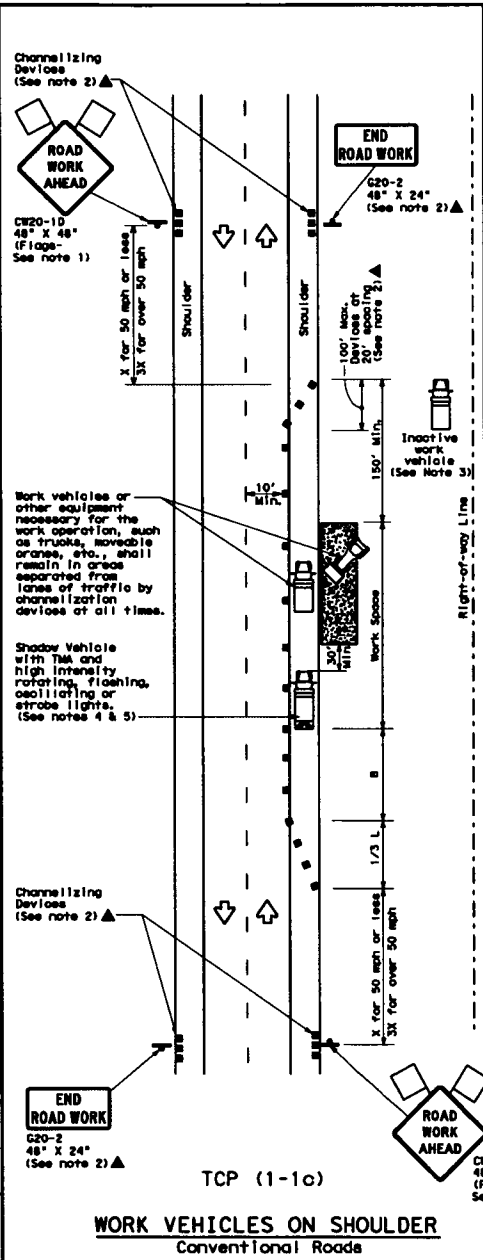 Channelizing
Devices
(See note 2) ▲
ROAD
WORK
AHEAD
CW20-1D
48" X 48"
(Flags-
See note 1)
X for 50 mph or less
3X for over 50 mph
Shoulder
Shoulder
END
ROAD WORK
G20-2
48" X 24"
(See note 2) ▲
100' Max.
Devices at
20' spacing
(See note 2) ▲
150' Min.
Inactive
work
vehicle
(See Note 3)
Right-of-way Line
10'
Min.
Work vehicles or
other equipment
necessary for the
work operation, such
as trucks, moveable
cranes, etc., shall
remain in areas
separated from
lanes of traffic by
channelization
devices at all times.
Work Space
30'
Min.
Shadow Vehicle
with TMA and
high intensity
rotating, flashing,
oscillating or
strobe lights.
(See notes 4 & 5)
B
1/3 L
X for 50 mph or less
3X for over 50 mph
Channelizing
Devices
(See note 2) ▲
END
ROAD WORK
G20-2
48" X 24"
(See note 2) ▲
ROAD
WORK
AHEAD
TCP (1-1c)
WORK VEHICLES ON SHOULDER
Conventional Roads